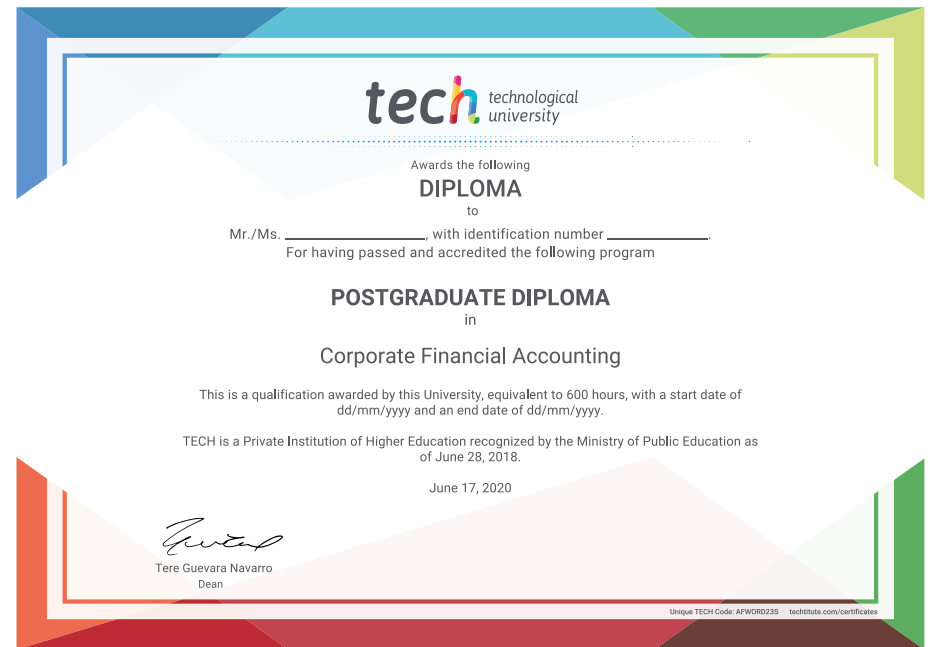 tech technological
university
Awards the following
DIPLOMA
to
Mr./Ms. ____________________, with identification number ______________.
For having passed and accredited the following program
POSTGRADUATE DIPLOMA
in
Corporate Financial Accounting
This is a qualification awarded by this University, equivalent to 600 hours, with a start date of
dd/mm/yyyy and an end date of dd/mm/yyyy.
TECH is a Private Institution of Higher Education recognized by the Ministry of Public Education as
of June 28, 2018.
June 17, 2020
Tere Guevara Navarro
Dean
Unique TECH Code: AFWORD23S techtitute.com/certificates